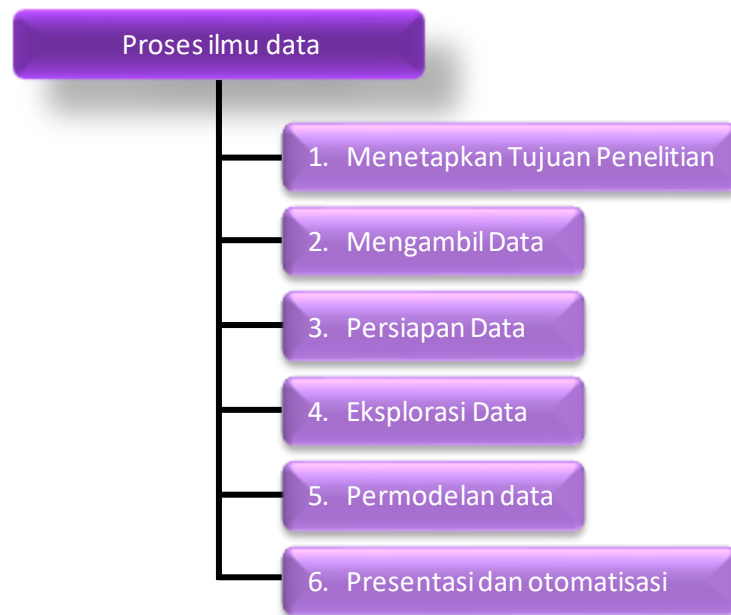 Proses ilmu data
1. Menetapkan Tujuan Penelitian
2. Mengambil Data
3. Persiapan Data
4. Eksplorasi Data
5. Permodelan data
6. Presentasi dan otomatisasi